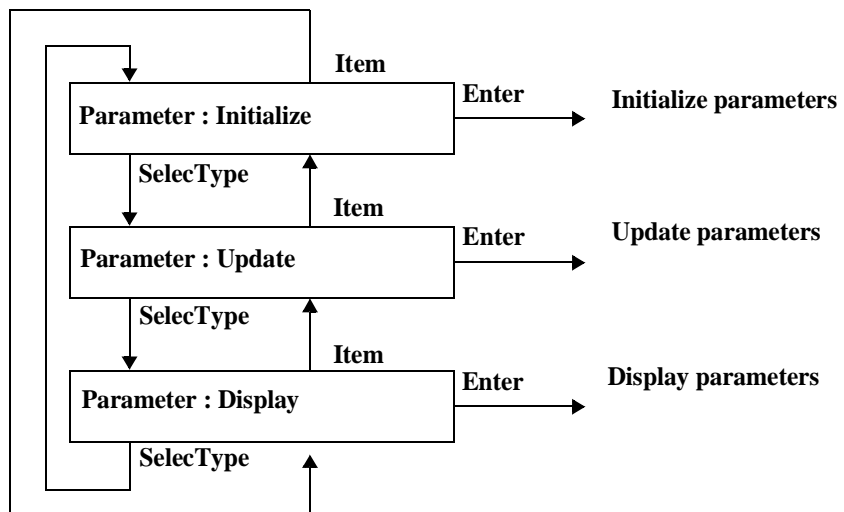 Item
Enter
Initialize parameters
Parameter : Initialize
SelecType
Item
Enter
Update parameters
Parameter : Update
SelecType
Item
Enter
Display parameters
Parameter : Display
SelecType